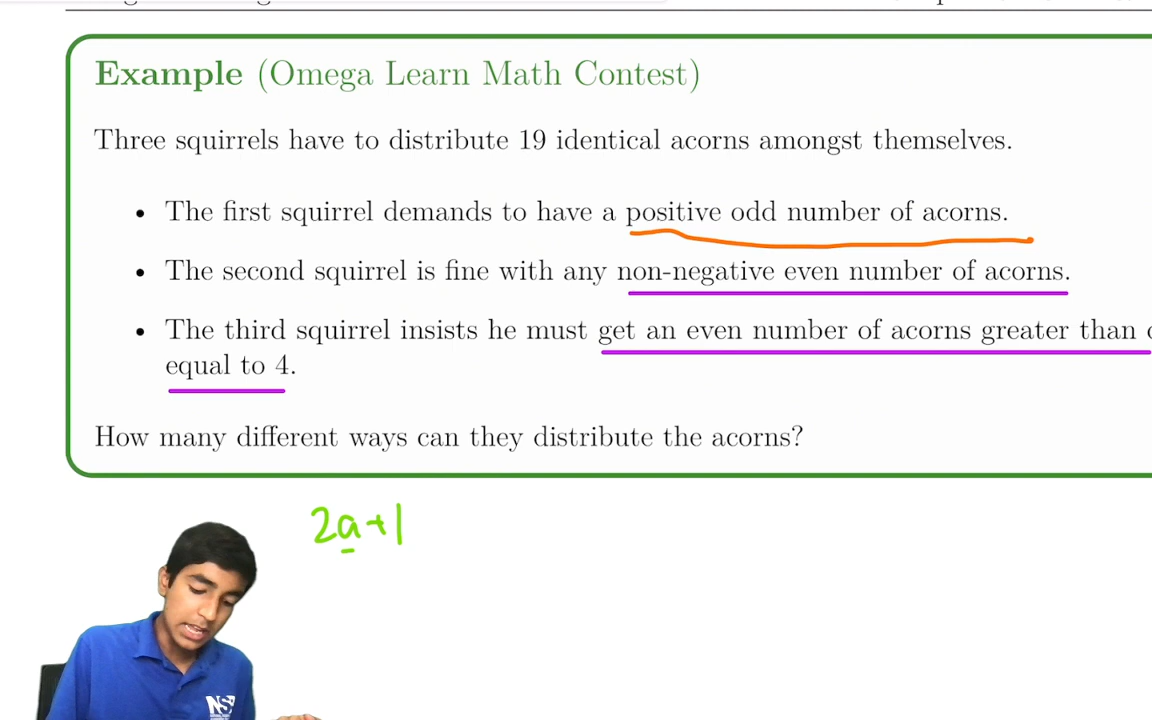 Example (Omega Learn Math Contest)
Three squirrels have to distribute 19 identical acorns amongst themselves.
• The first squirrel demands to have a positive odd number of acorns.
• The second squirrel is fine with any non-negative even number of acorns.
• The third squirrel insists he must get an even number of acorns greater than
equal to 4.
How many different ways can they distribute the acorns?
2a+1